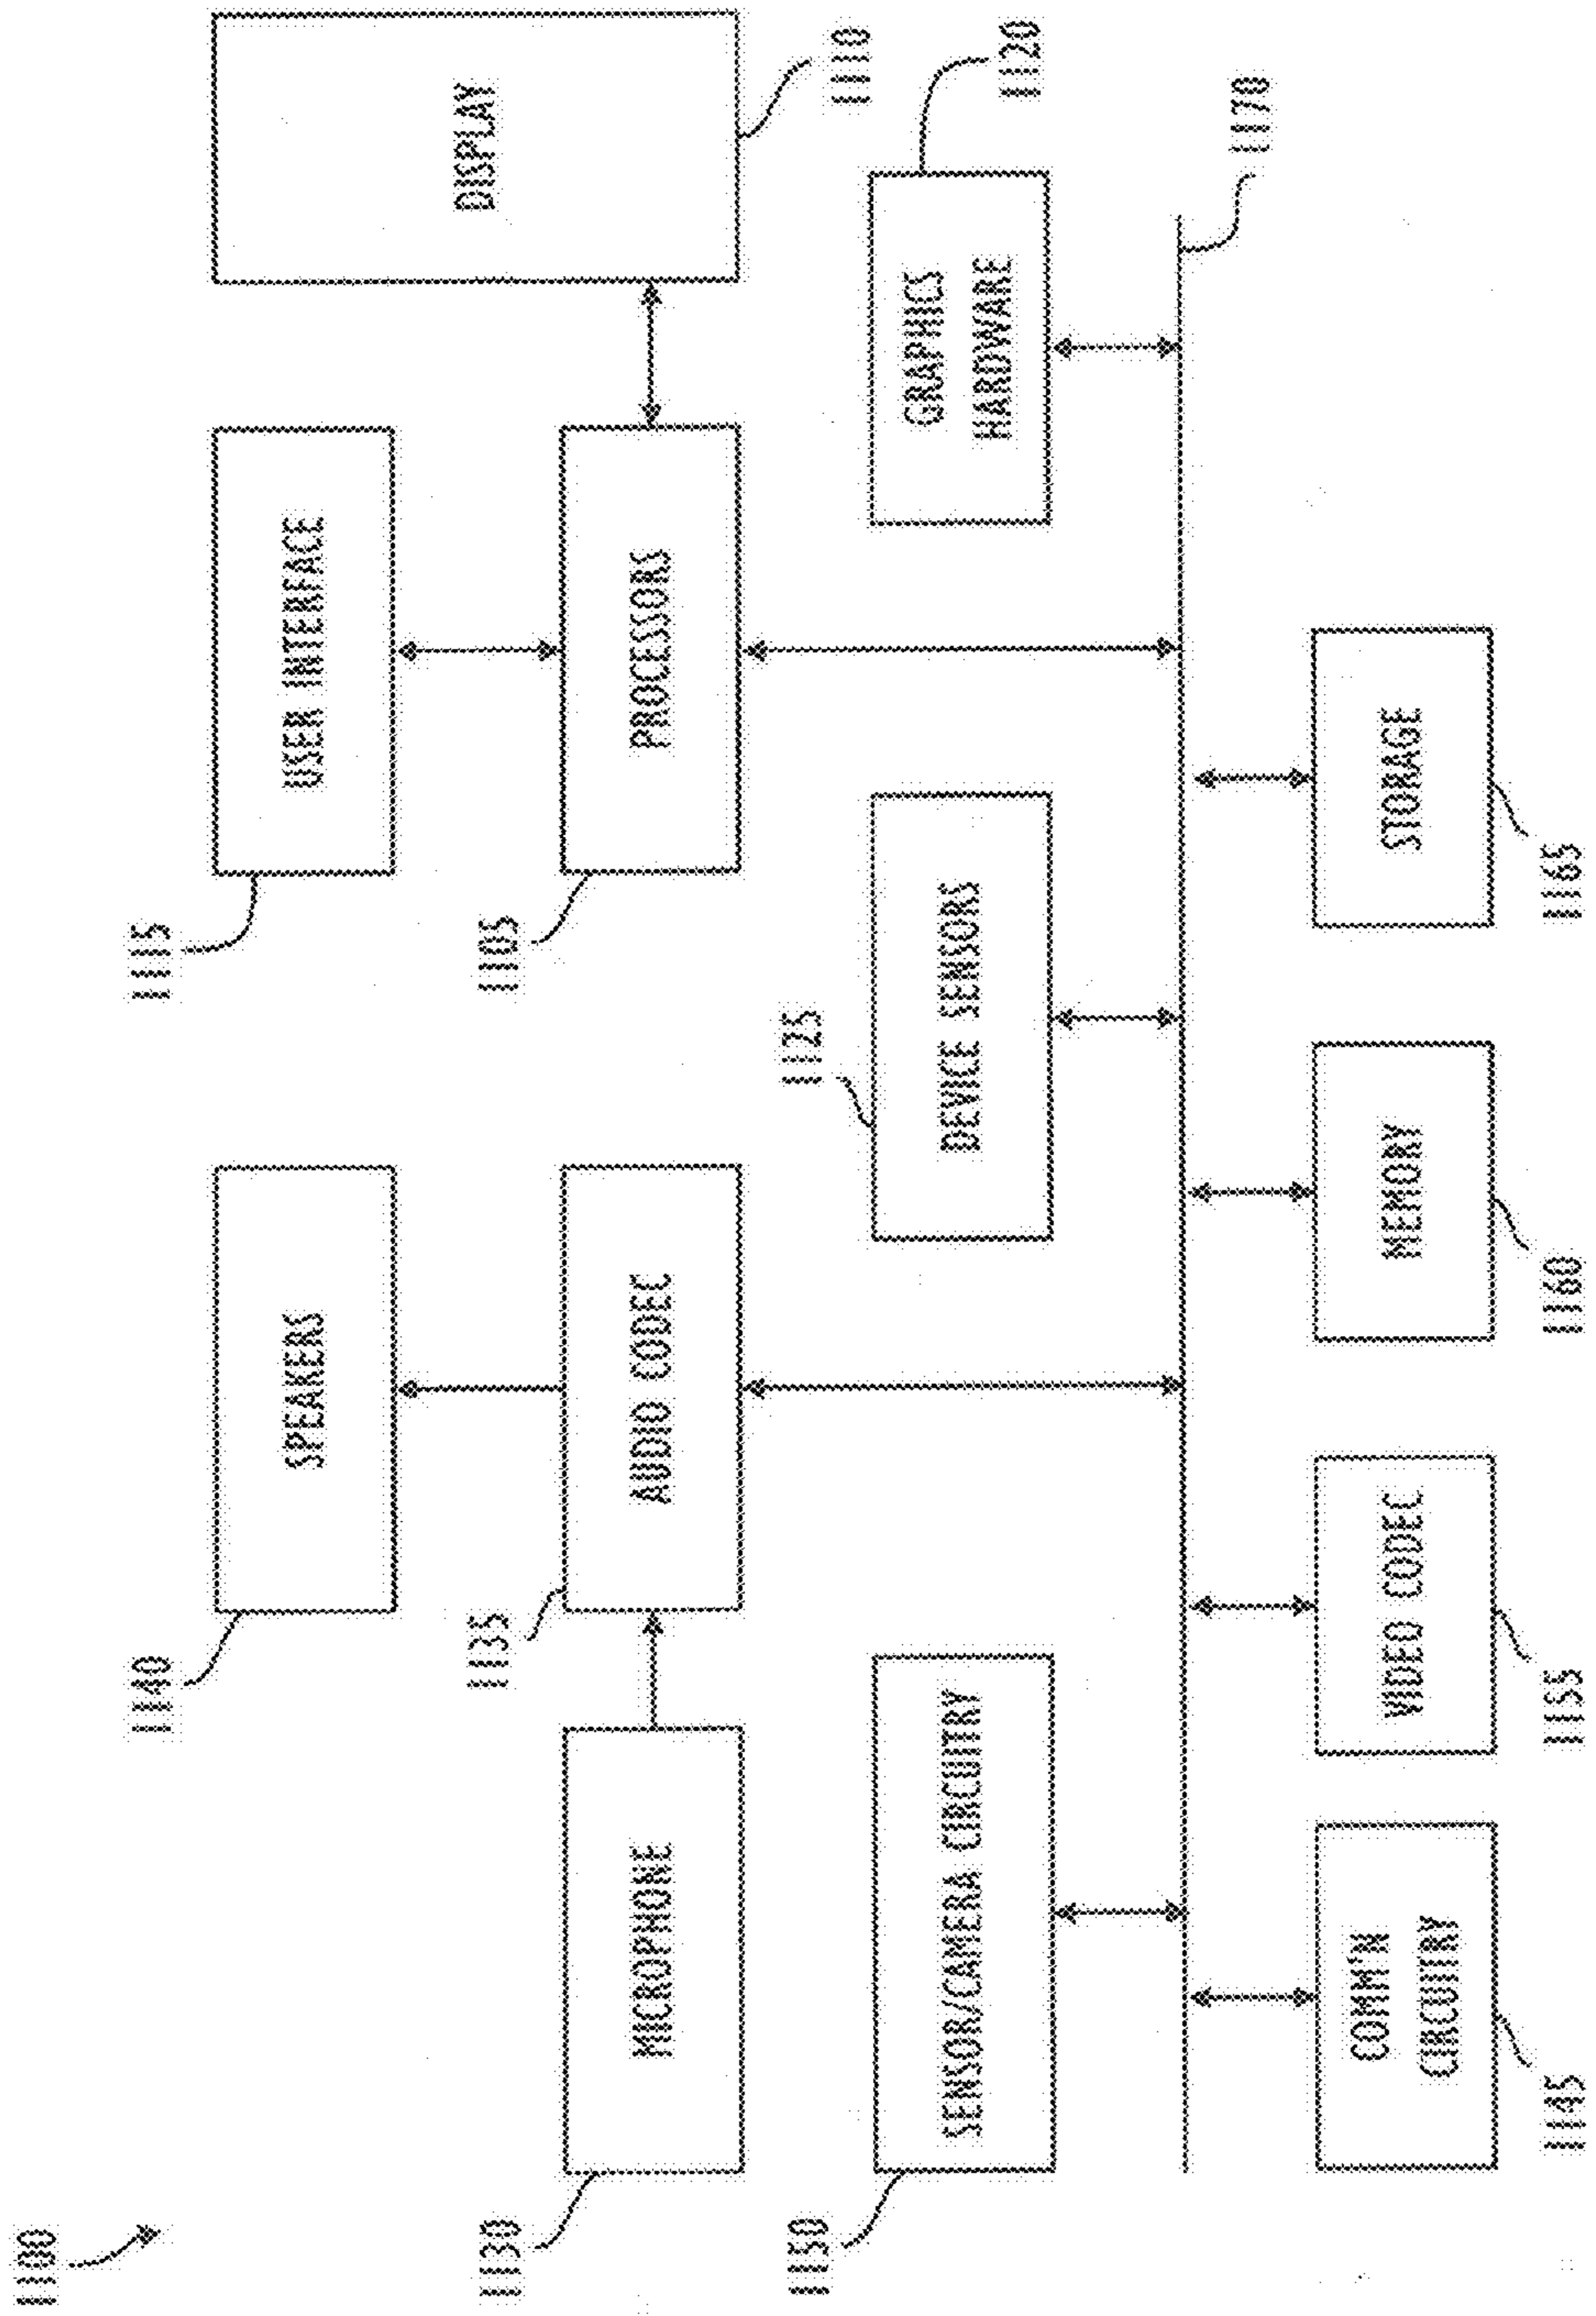 1100
1140
SPEAKERS
1115
USER INTERFACE
DISPLAY
1130
MICROPHONE
1135
AUDIO CODEC
1105
PROCESSORS
1110
1150
SENSOR/CAMERA CIRCUITRY
1125
DEVICE SENSORS
GRAPHICS
HARDWARE
1120
1170
COMM'N
CIRCUITRY
VIDEO CODEC
MEMORY
STORAGE
1145
1155
1160
1165